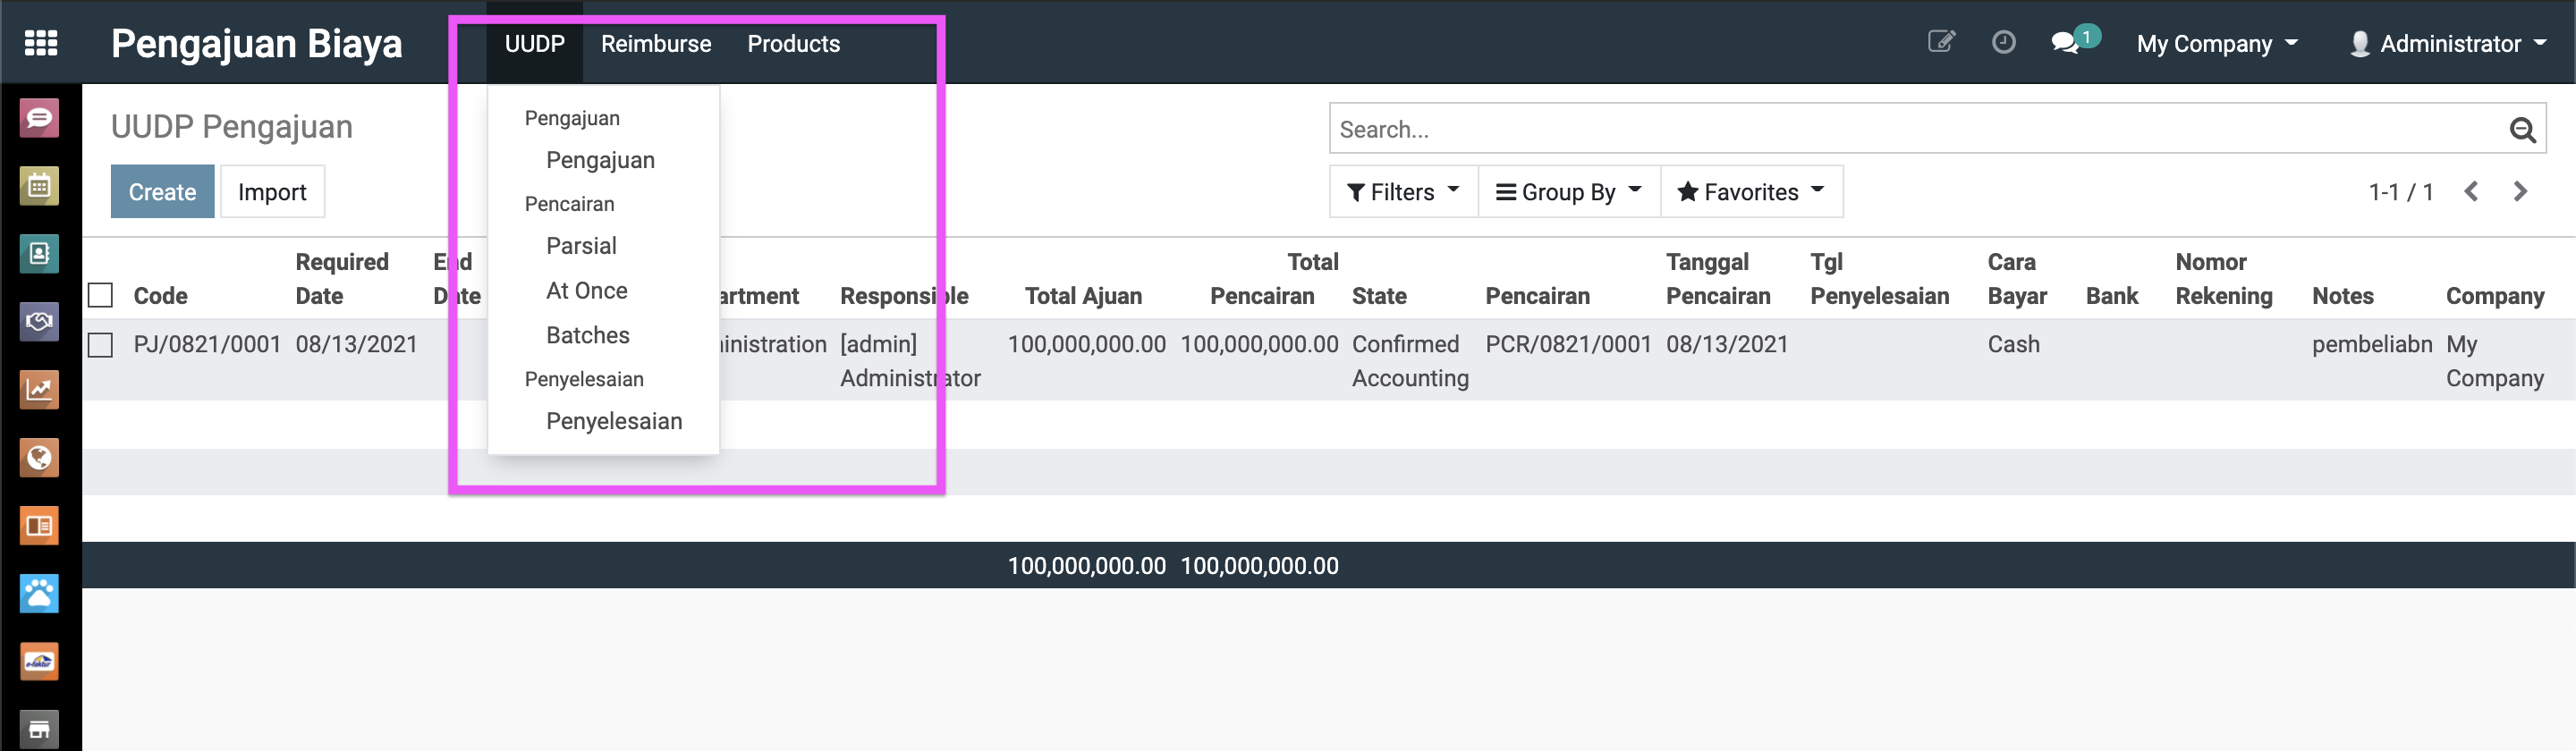 Pengajuan Biaya UUDP Reimburse Products 1 My Company Administrator
UUDP Pengajuan
Search...
Create Import
Filters Group By Favorites 1-1 / 1
Pengajuan
Pengajuan
Pencairan
Parsial
At Once
Batches
Penyelesaian
Penyelesaian
Required End Total Tanggal Tgl Cara Nomor
Code Date Date artment Responsible Total Ajuan Pencairan State Pencairan Pencairan Penyelesaian Bayar Bank Rekening Notes Company
PJ/0821/0001 08/13/2021 inistration [admin] 100,000,000.00 100,000,000.00 Confirmed PCR/0821/0001 08/13/2021 Cash pembeliabn My
Administrator Accounting Company
100,000,000.00 100,000,000.00